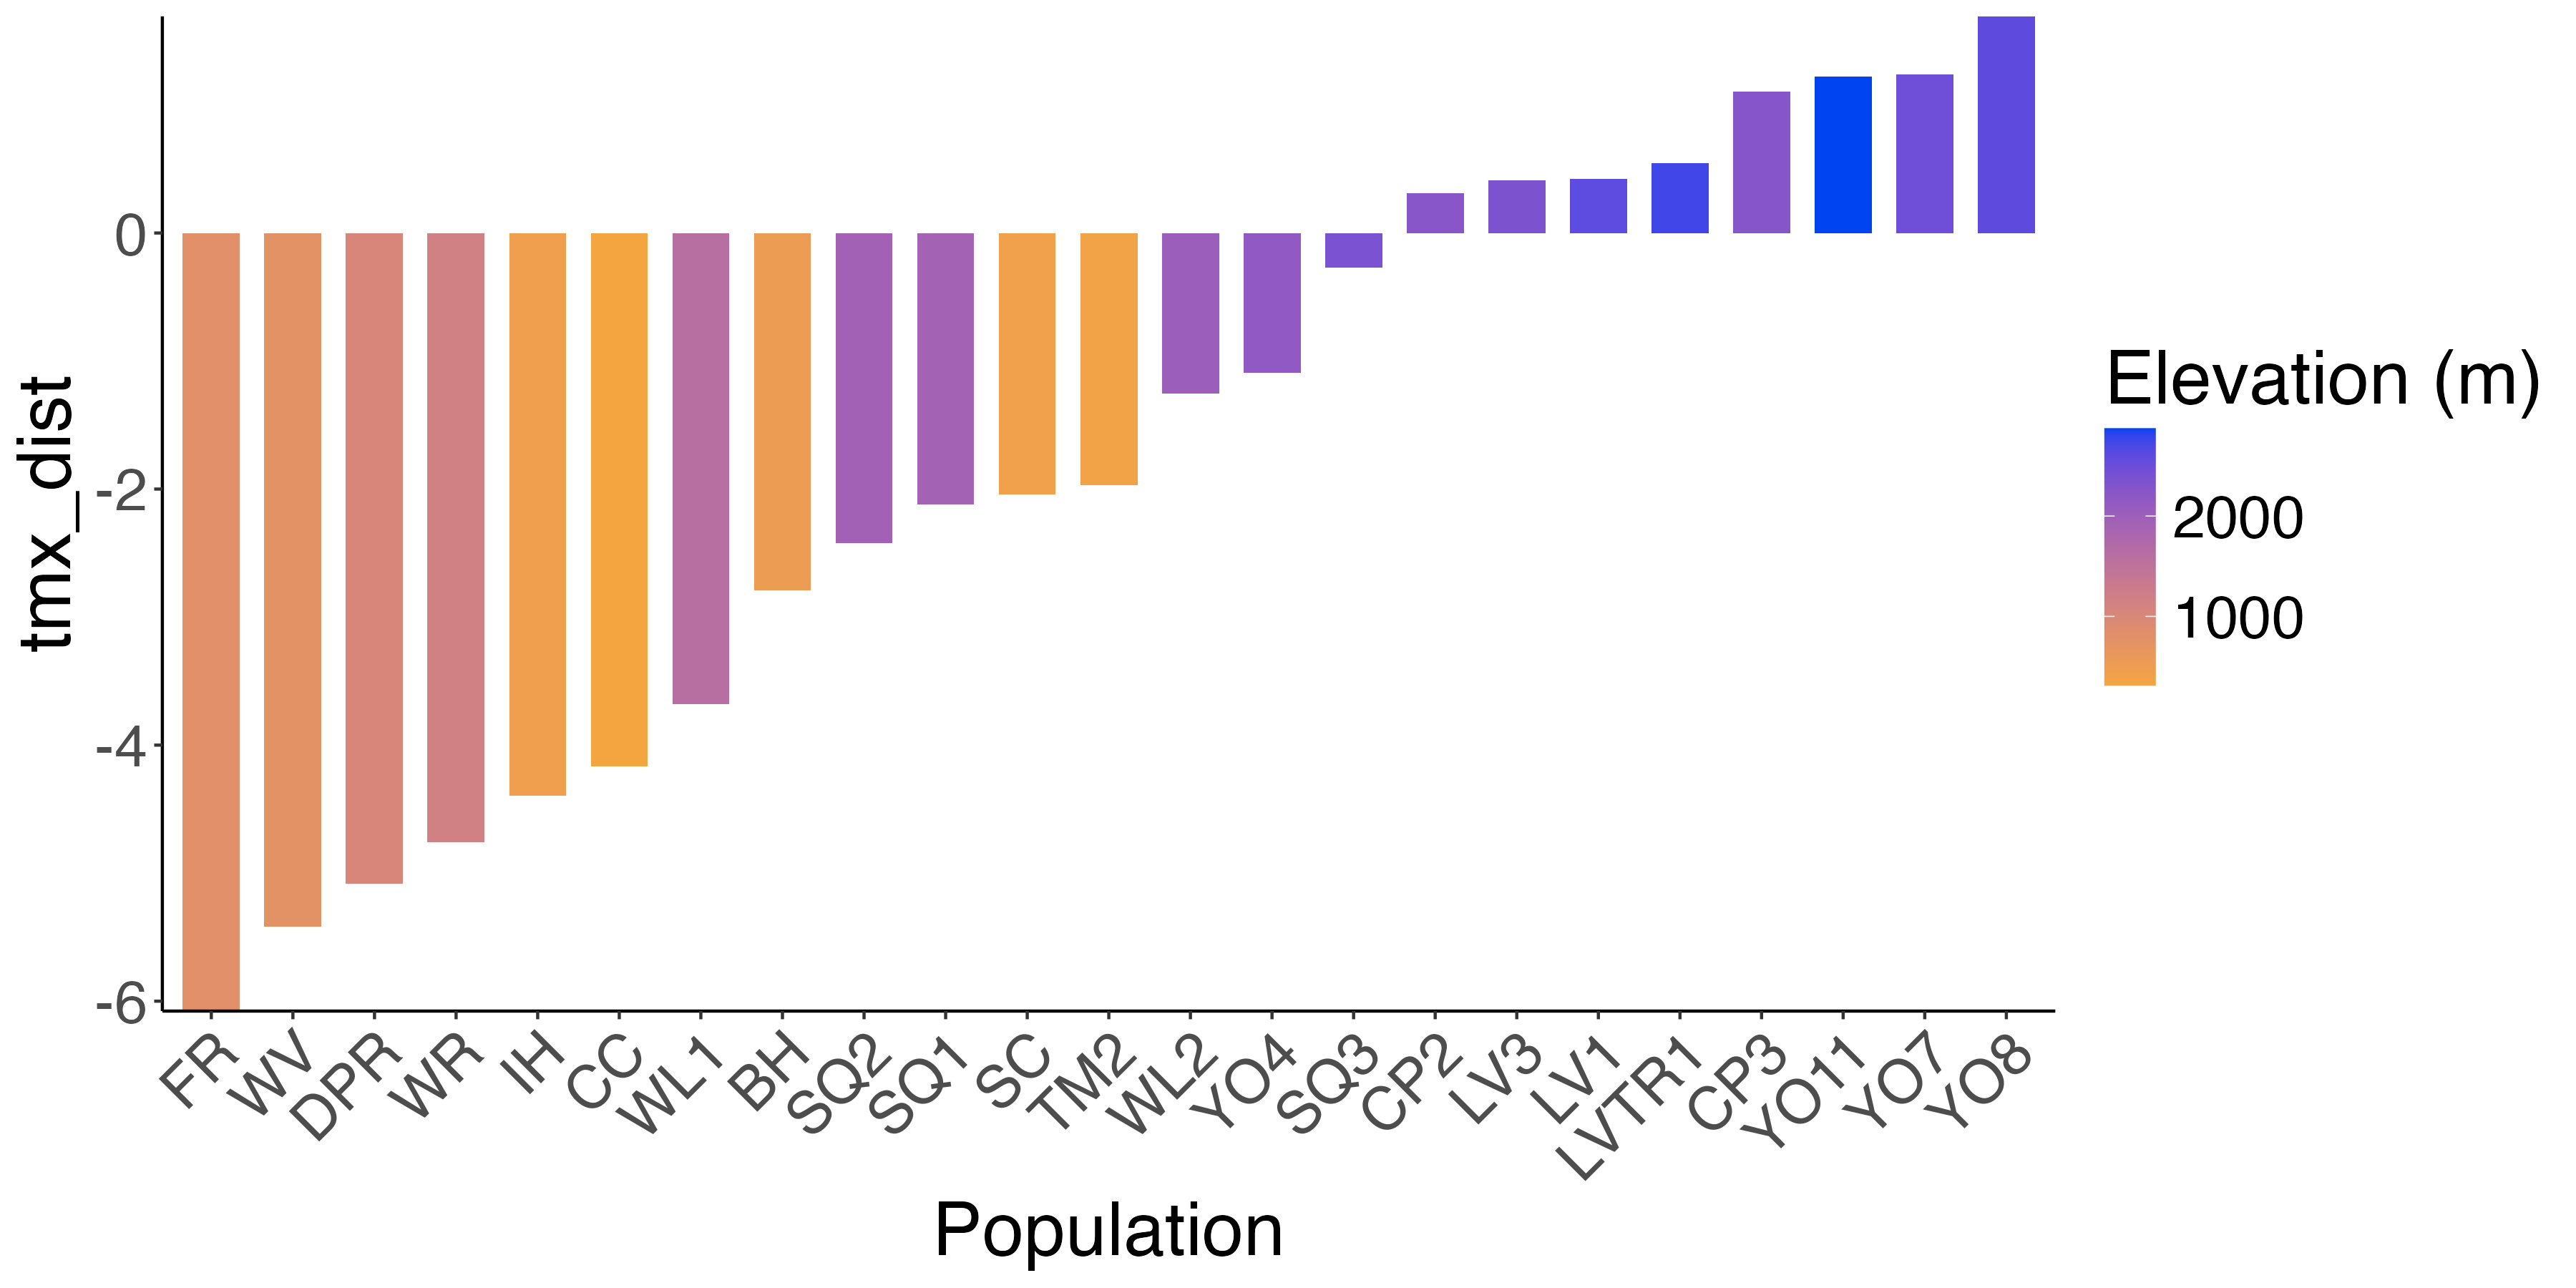 tmx_dist
0
-2
-4
-6
FR
WV
DPR
WR
IH
CC
WL1
BH
SQ2
SQ1
SC
TM2
WL2
YO4
SQ3
CP2
LV3
LV1
LVTR1
CP3
YO11
YO7
YO8
Population
Elevation (m)
2000
1000